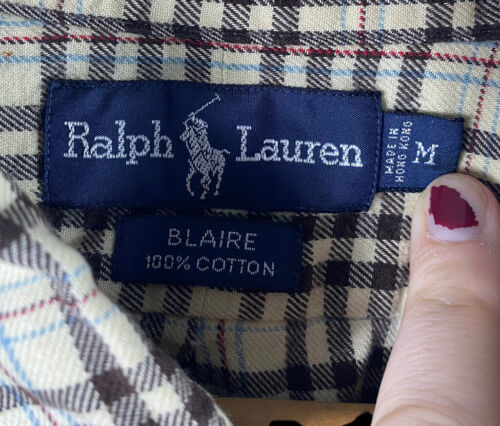 Ralph Lauren
MADE IN
HONG KONG
M
BLAIRE
100% COTTON